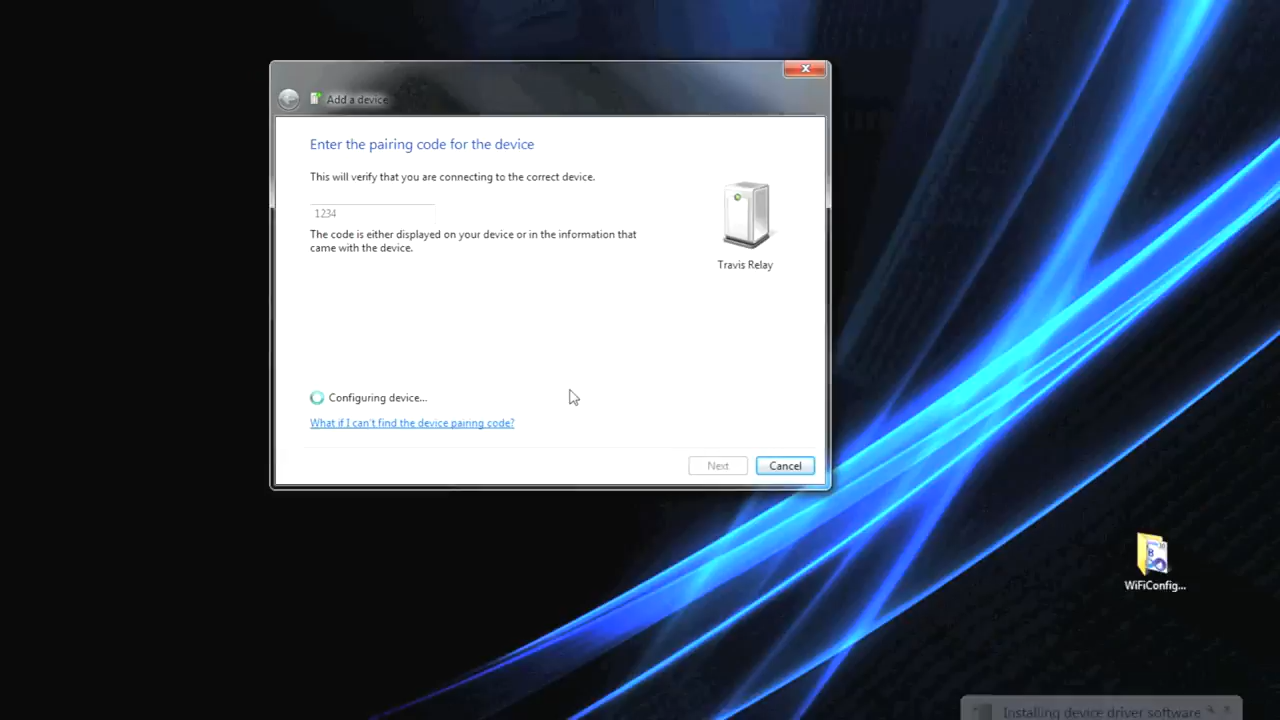 Add a device
Enter the pairing code for the device
This will verify that you are connecting to the correct device.
1234
The code is either displayed on your device or in the information that
came with the device.
Travis Relay
Configuring device...
What if I can't find the device pairing code?
Next
Cancel
WiFiConfig...
Installing device driver software